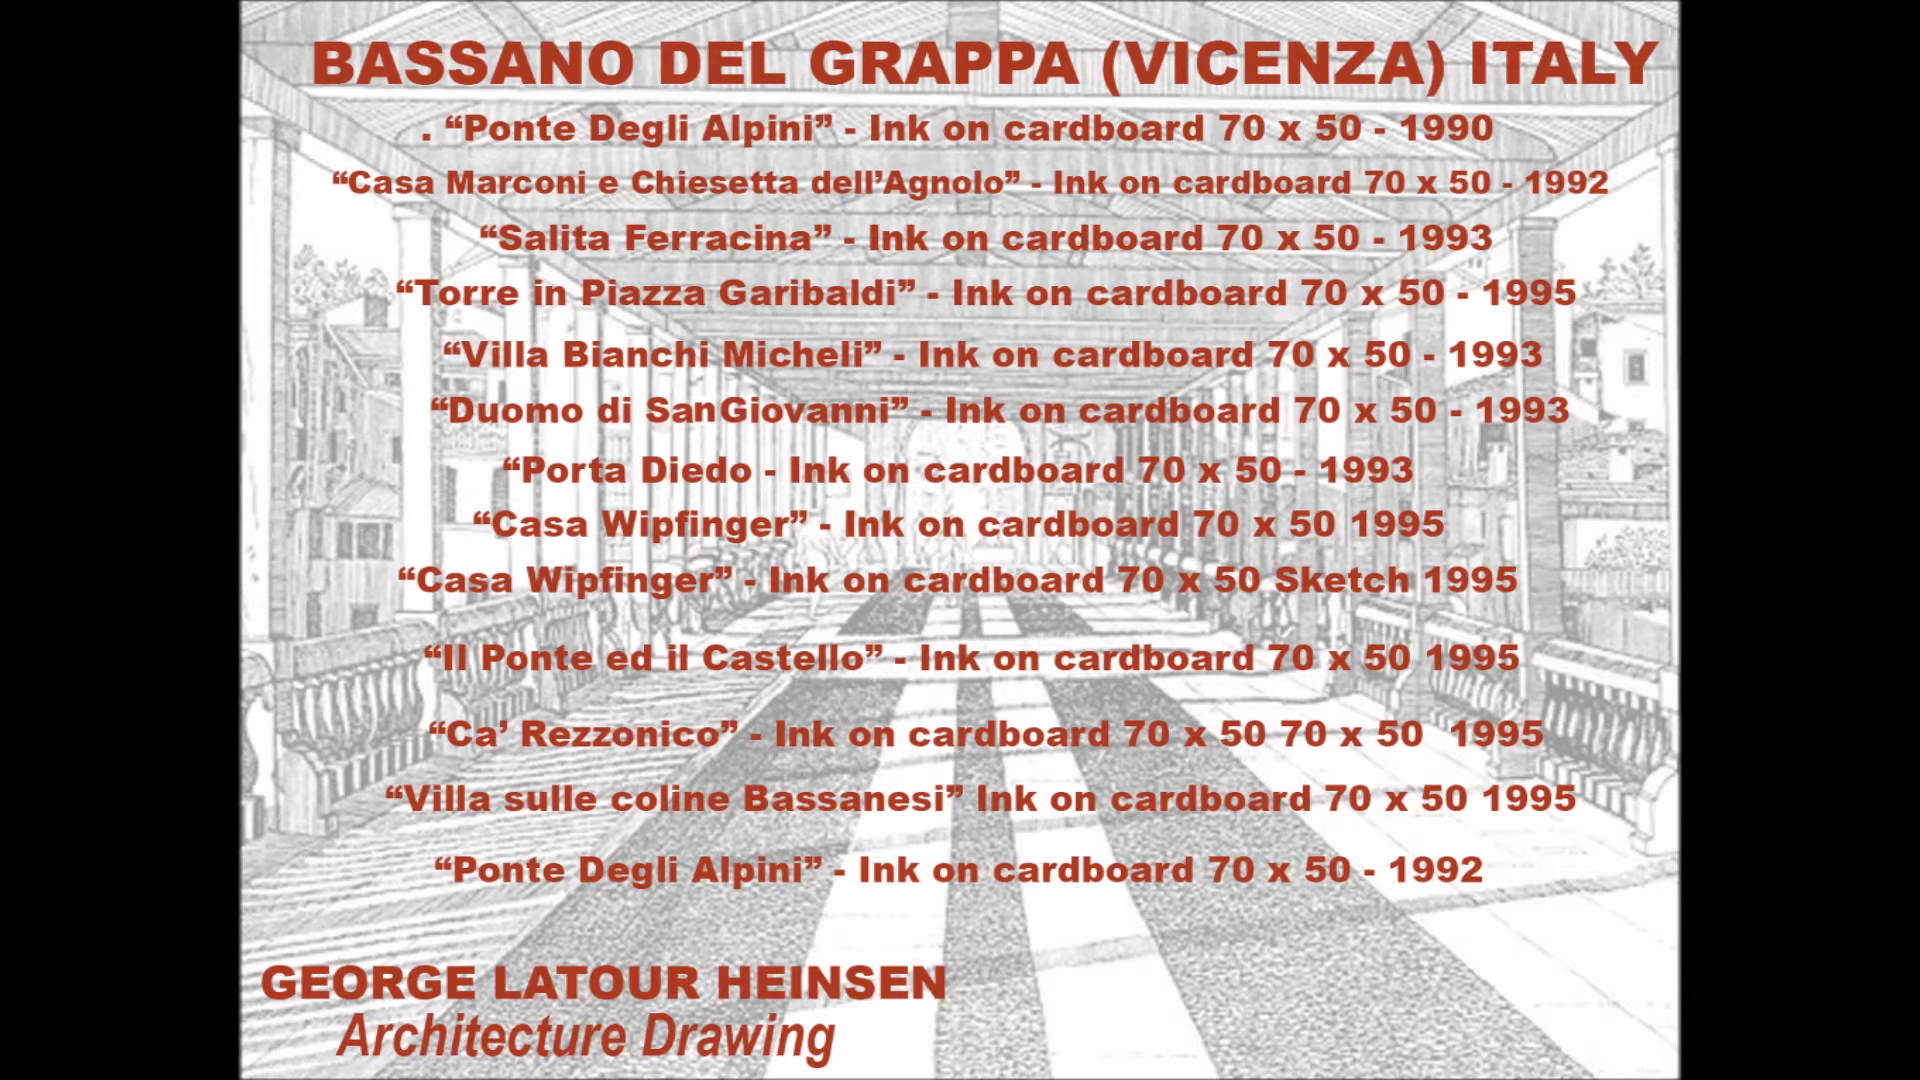 BASSANO DEL GRAPPA (VICENZA) ITALY
. “Ponte Degli Alpini” - Ink on cardboard 70 x 50 - 1990
“Casa Marconi e Chiesetta dell’Agnolo” - Ink on cardboard 70 x 50 - 1992
“Salita Ferracina” - Ink on cardboard 70 x 50 - 1993
“Torre in Piazza Garibaldi” - Ink on cardboard 70 x 50 - 1995
“Villa Bianchi Micheli” - Ink on cardboard 70 x 50 - 1993
“Duomo di SanGiovanni” - Ink on cardboard 70 x 50 - 1993
“Porta Diedo - Ink on cardboard 70 x 50 - 1993
“Casa Wipfinger” - Ink on cardboard 70 x 50 1995
“Casa Wipfinger” - Ink on cardboard 70 x 50 Sketch 1995
“Il Ponte ed il Castello” - Ink on cardboard 70 x 50 1995
“Ca’ Rezzonico” - Ink on cardboard 70 x 50 70 x 50  1995
“Villa sulle coline Bassanesi” Ink on cardboard 70 x 50 1995
“Ponte Degli Alpini” - Ink on cardboard 70 x 50 - 1992
GEORGE LATOUR HEINSEN
Architecture Drawing